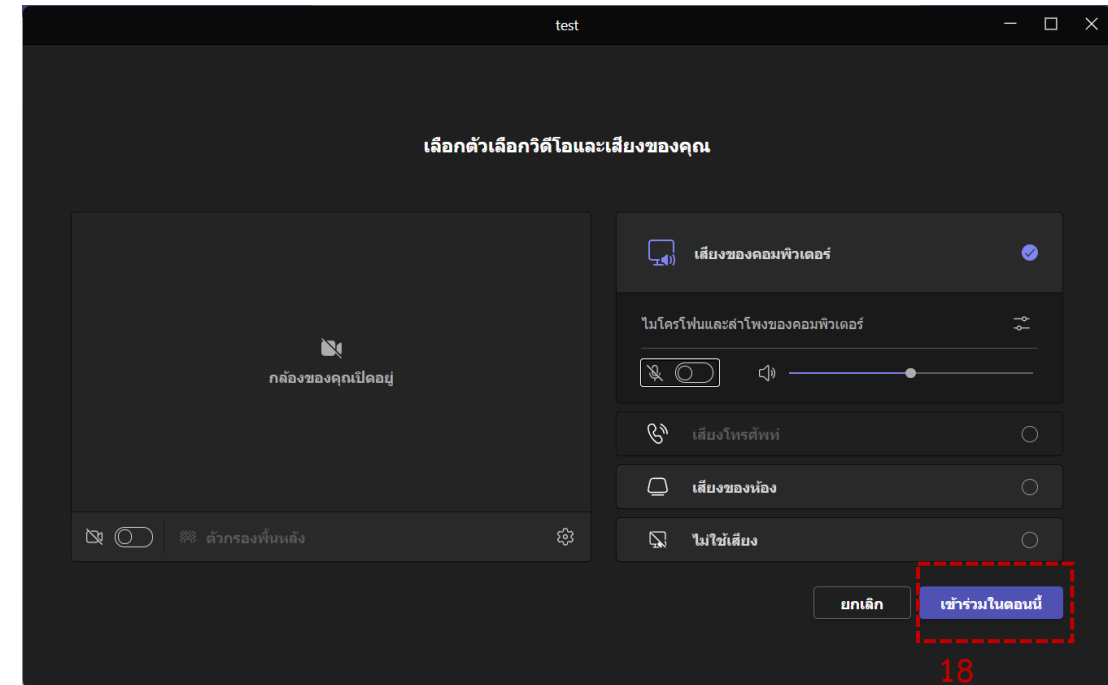 test
เลือกตัวเลือกวิดีโอและเสียงของคุณ
เสียงของคอมพิวเตอร์
ไมโครโฟนและลำโพงของคอมพิวเตอร์
กล้องของคุณปิดอยู่
เสียงโทรศัพท์
เสียงของห้อง
ตัวกรองพื้นหลัง
ไม่ใช้เสียง
ยกเลิก
เข้าร่วมในตอนนี้
18